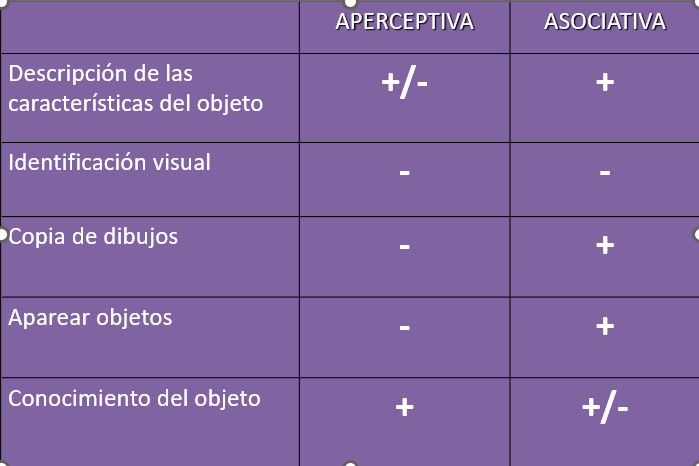 APERCEPTIVA ASOCIATIVA
Descripción de las
características del objeto +/- +
Identificación visual - -
Copia de dibujos - +
Aparear objetos - +
Conocimiento del objeto + +/-